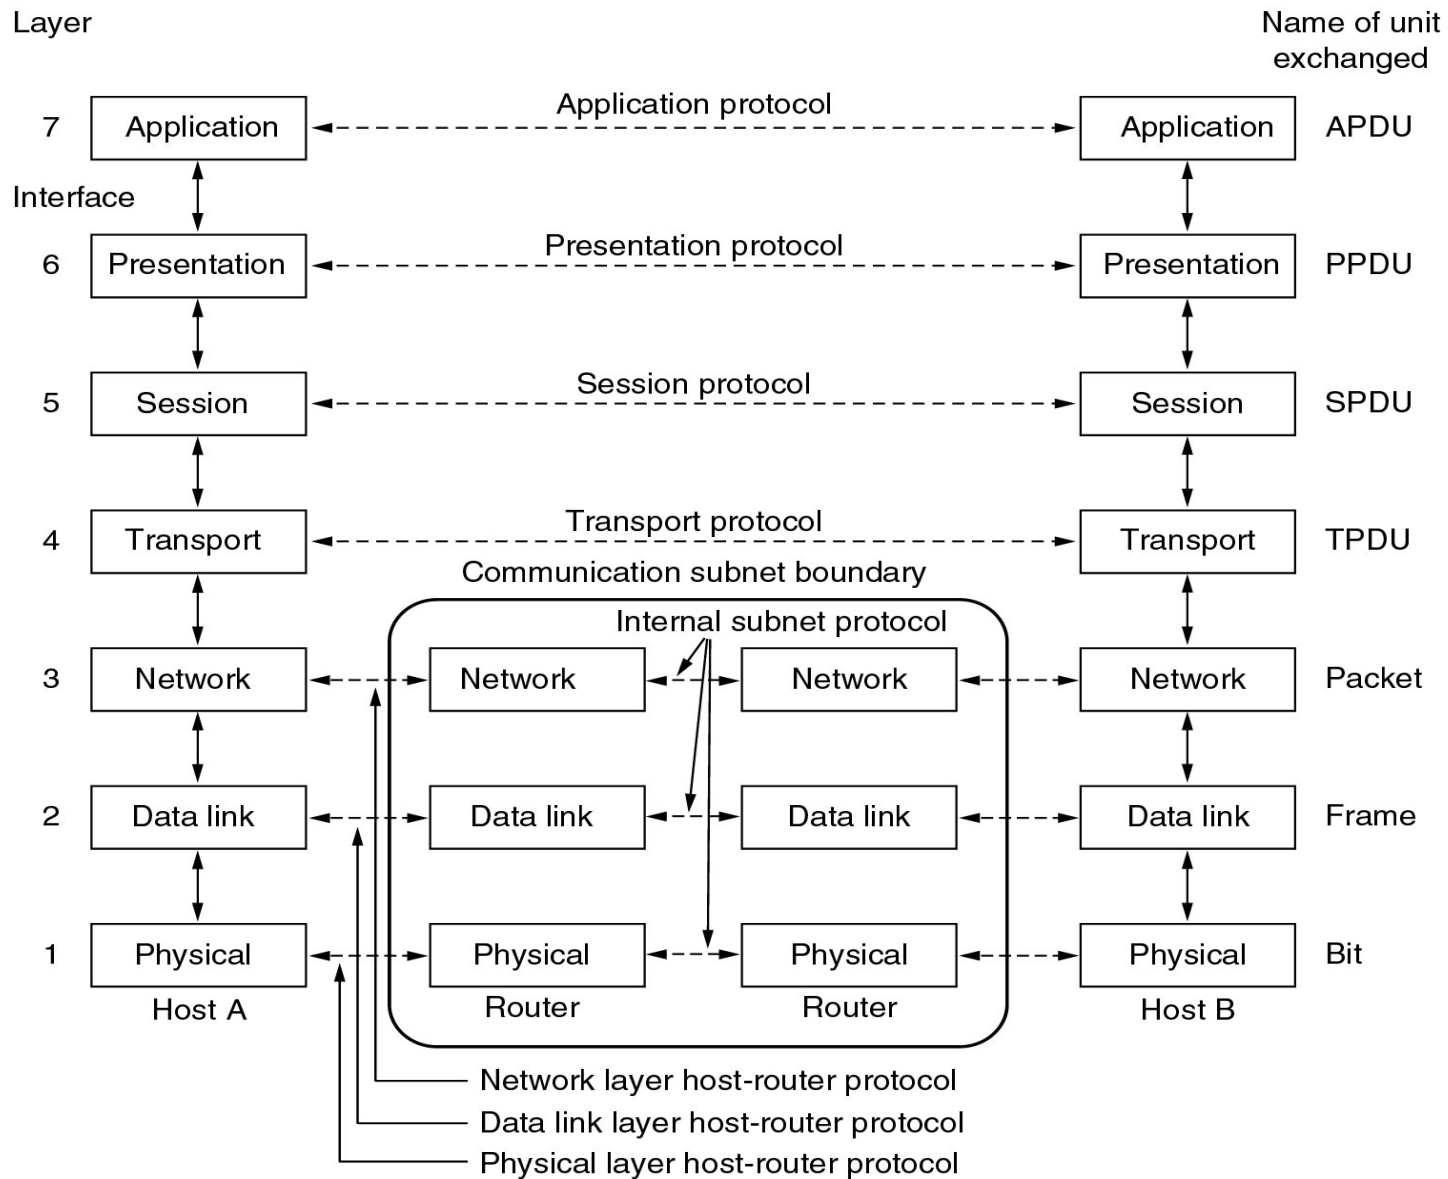 Layer
Name of unit
exchanged
Application protocol
7
Application
Application
APDU
Interface
Presentation protocol
6
Presentation
Presentation
PPDU
Session protocol
5
Session
Session
SPDU
Transport protocol
4
Transport
Transport
TPDU
Communication subnet boundary
Internal subnet protocol
3
Network
Network
Network
Network
Packet
2
Data link
Data link
Data link
Data link
Frame
1
Physical
Physical
Physical
Physical
Bit
Host A
Router
Router
Host B
Network layer host-router protocol
Data link layer host-router protocol
Physical layer host-router protocol